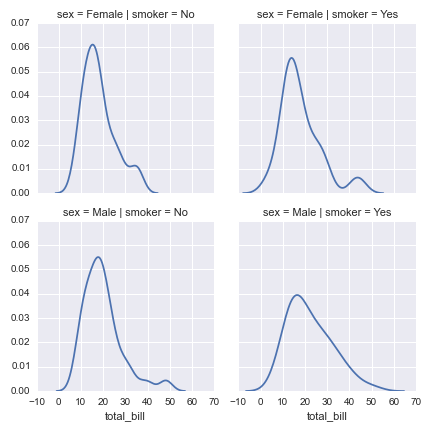 sex = Female | smoker = No
sex = Female | smoker = Yes
0.07
0.06
0.05
0.04
0.03
0.02
0.01
0.00
sex = Male | smoker = No
sex = Male | smoker = Yes
0.07
0.06
0.05
0.04
0.03
0.02
0.01
0.00
−10 0 10 20 30 40 50 60 70
−10 0 10 20 30 40 50 60 70
total_bill
total_bill